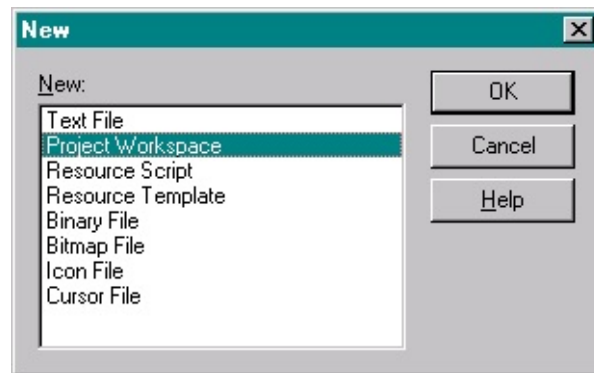 New
New:
Text File
Project Workspace
Resource Script
Resource Template
Binary File
Bitmap File
Icon File
Cursor File
OK
Cancel
Help